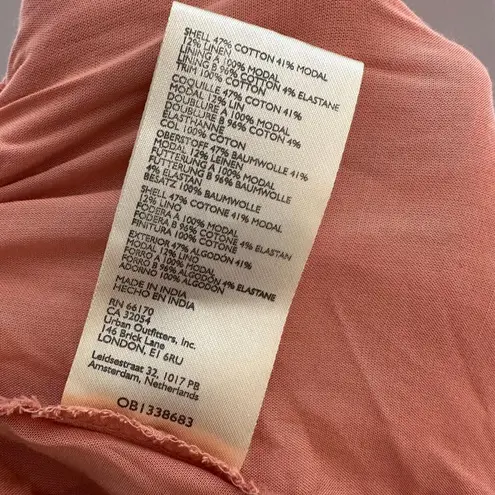 SHELL 47% COTTON 41% MODAL
12% LINEN
LINING A 100% MODAL
LINING B 96% COTTON 4% ELASTANE
TRIM 100% COTTON
COQUILLE 47% COTON 41%
MODAL 12% LIN
DOUBLURE A 100% MODAL
DOUBLURE B 96% COTON 4%
ELASTHANNE
COL 100% COTON
OBERSTOFF 47% BAUMWOLLE 41%
MODAL 12% LEINEN
FUTTERUNG A 100% MODAL
FUTTERUNG B 96% BAUMWOLLE
4% ELASTAN
BESATZ 100% BAUMWOLLE
SHELL 47% COTONE 41% MODAL
12% LINO
FODERA A 100% MODAL
FODERA B 96% COTONE 4% ELASTAN
FINITURA 100% COTONE
EXTERIOR 47% ALGODON 41%
MODAL 12% LINO
FORRO A 100% MODAL
FORRO B 96% ALGODON 4% ELASTANE
ADORNO 100% ALGODON
MADE IN INDIA
HECHO EN INDIA
RN 66170
CA 32054
Urban Outfitters, Inc.
146 Brick Lane
LONDON, E1 6RU
Leidsestraat 32, 1017 PB
Amsterdam, Netherlands
OB1338683